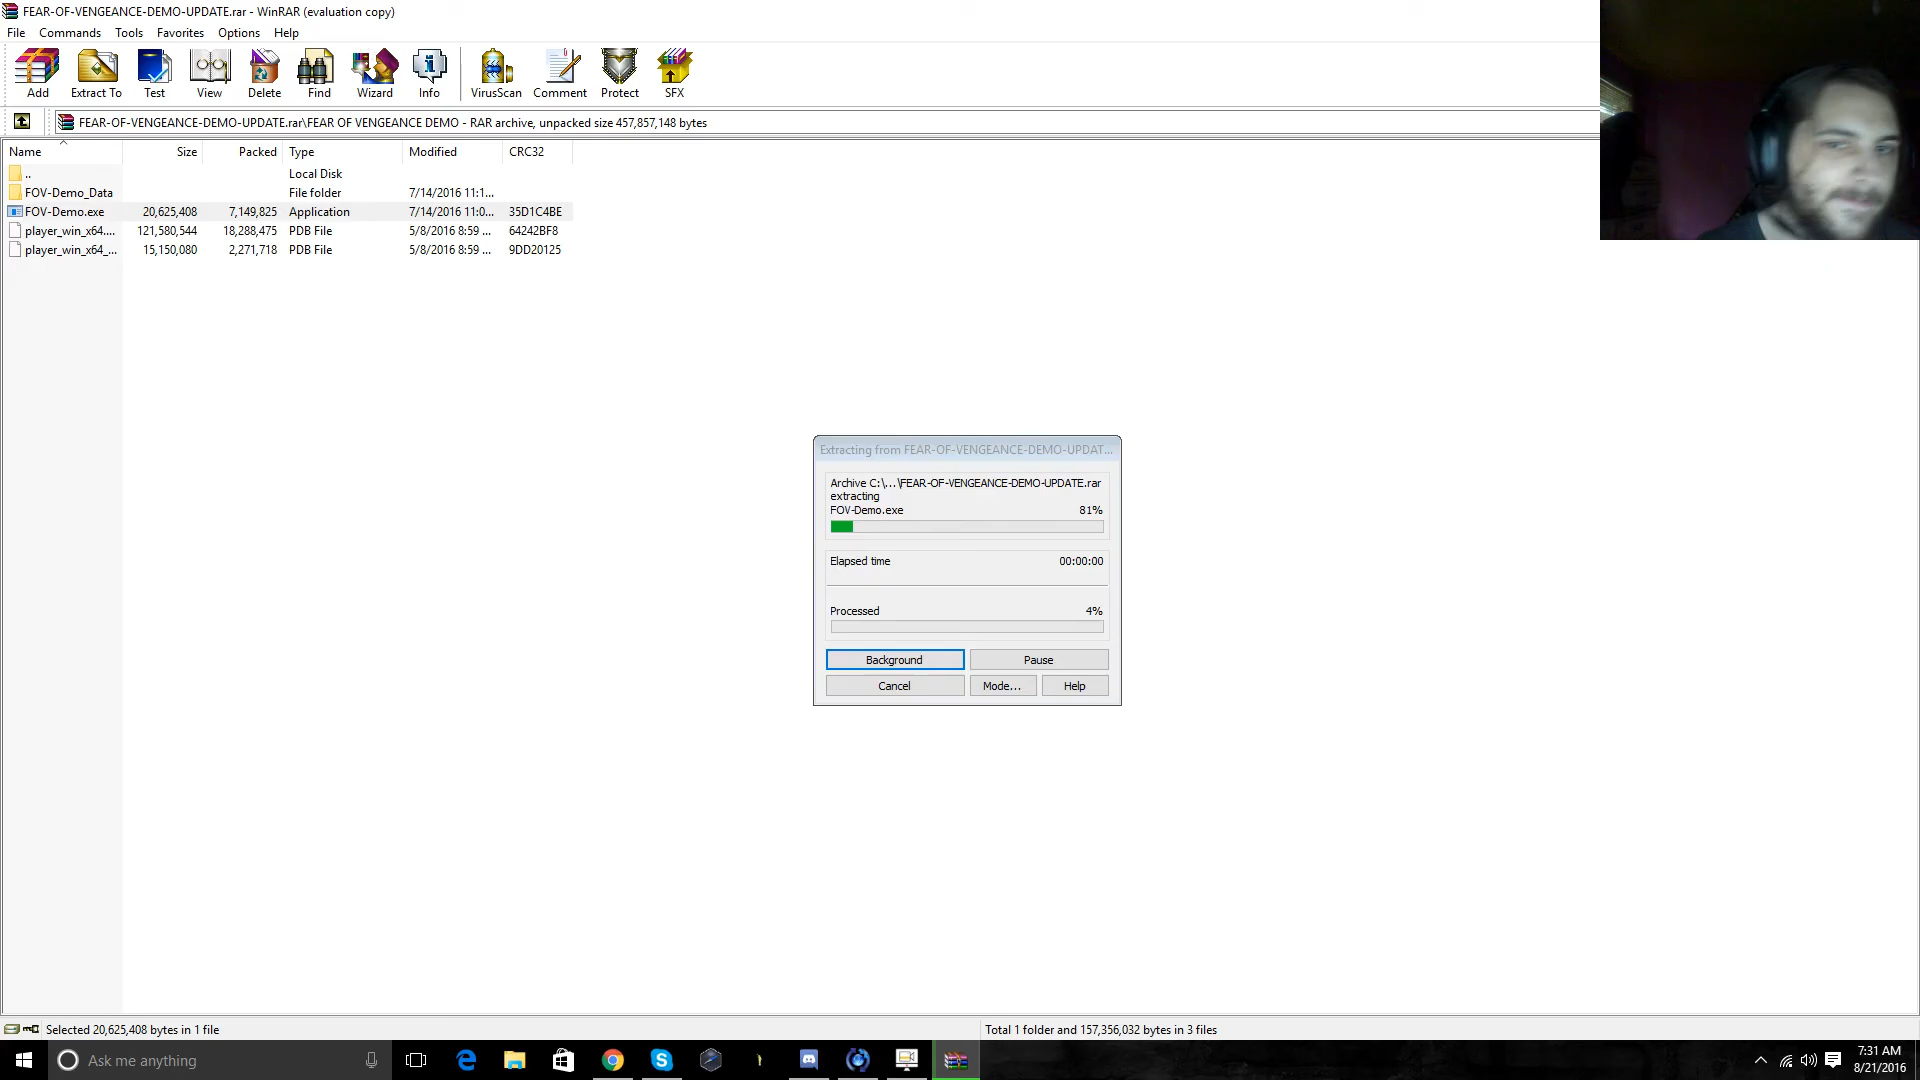 FEAR-OF-VENGEANCE-DEMO-UPDATE.rar - WinRAR (evaluation copy)
File Commands Tools Favorites Options Help
Add Extract To Test View Delete Find Wizard Info VirusScan Comment Protect SFX
FEAR-OF-VENGEANCE-DEMO-UPDATE.rar\FEAR OF VENGEANCE DEMO - RAR archive, unpacked size 457,857,148 bytes
Name Size Packed Type Modified CRC32
.. Local Disk
FOV-Demo_Data File folder 7/14/2016 11:1...
FOV-Demo.exe 20,625,408 7,149,825 Application 7/14/2016 11:0... 35D1C4BE
player_win_x64.... 121,580,544 18,288,475 PDB File 5/8/2016 8:59 ... 64242BF8
player_win_x64_... 15,150,080 2,271,718 PDB File 5/8/2016 8:59 ... 9DD20125
Extracting from FEAR-OF-VENGEANCE-DEMO-UPDAT...
Archive C:\...\FEAR-OF-VENGEANCE-DEMO-UPDATE.rar
extracting
FOV-Demo.exe 81%
Elapsed time 00:00:00
Processed 4%
Background Pause
Cancel Mode... Help
Selected 20,625,408 bytes in 1 file Total 1 folder and 157,356,032 bytes in 3 files
Ask me anything
7:31 AM
8/21/2016